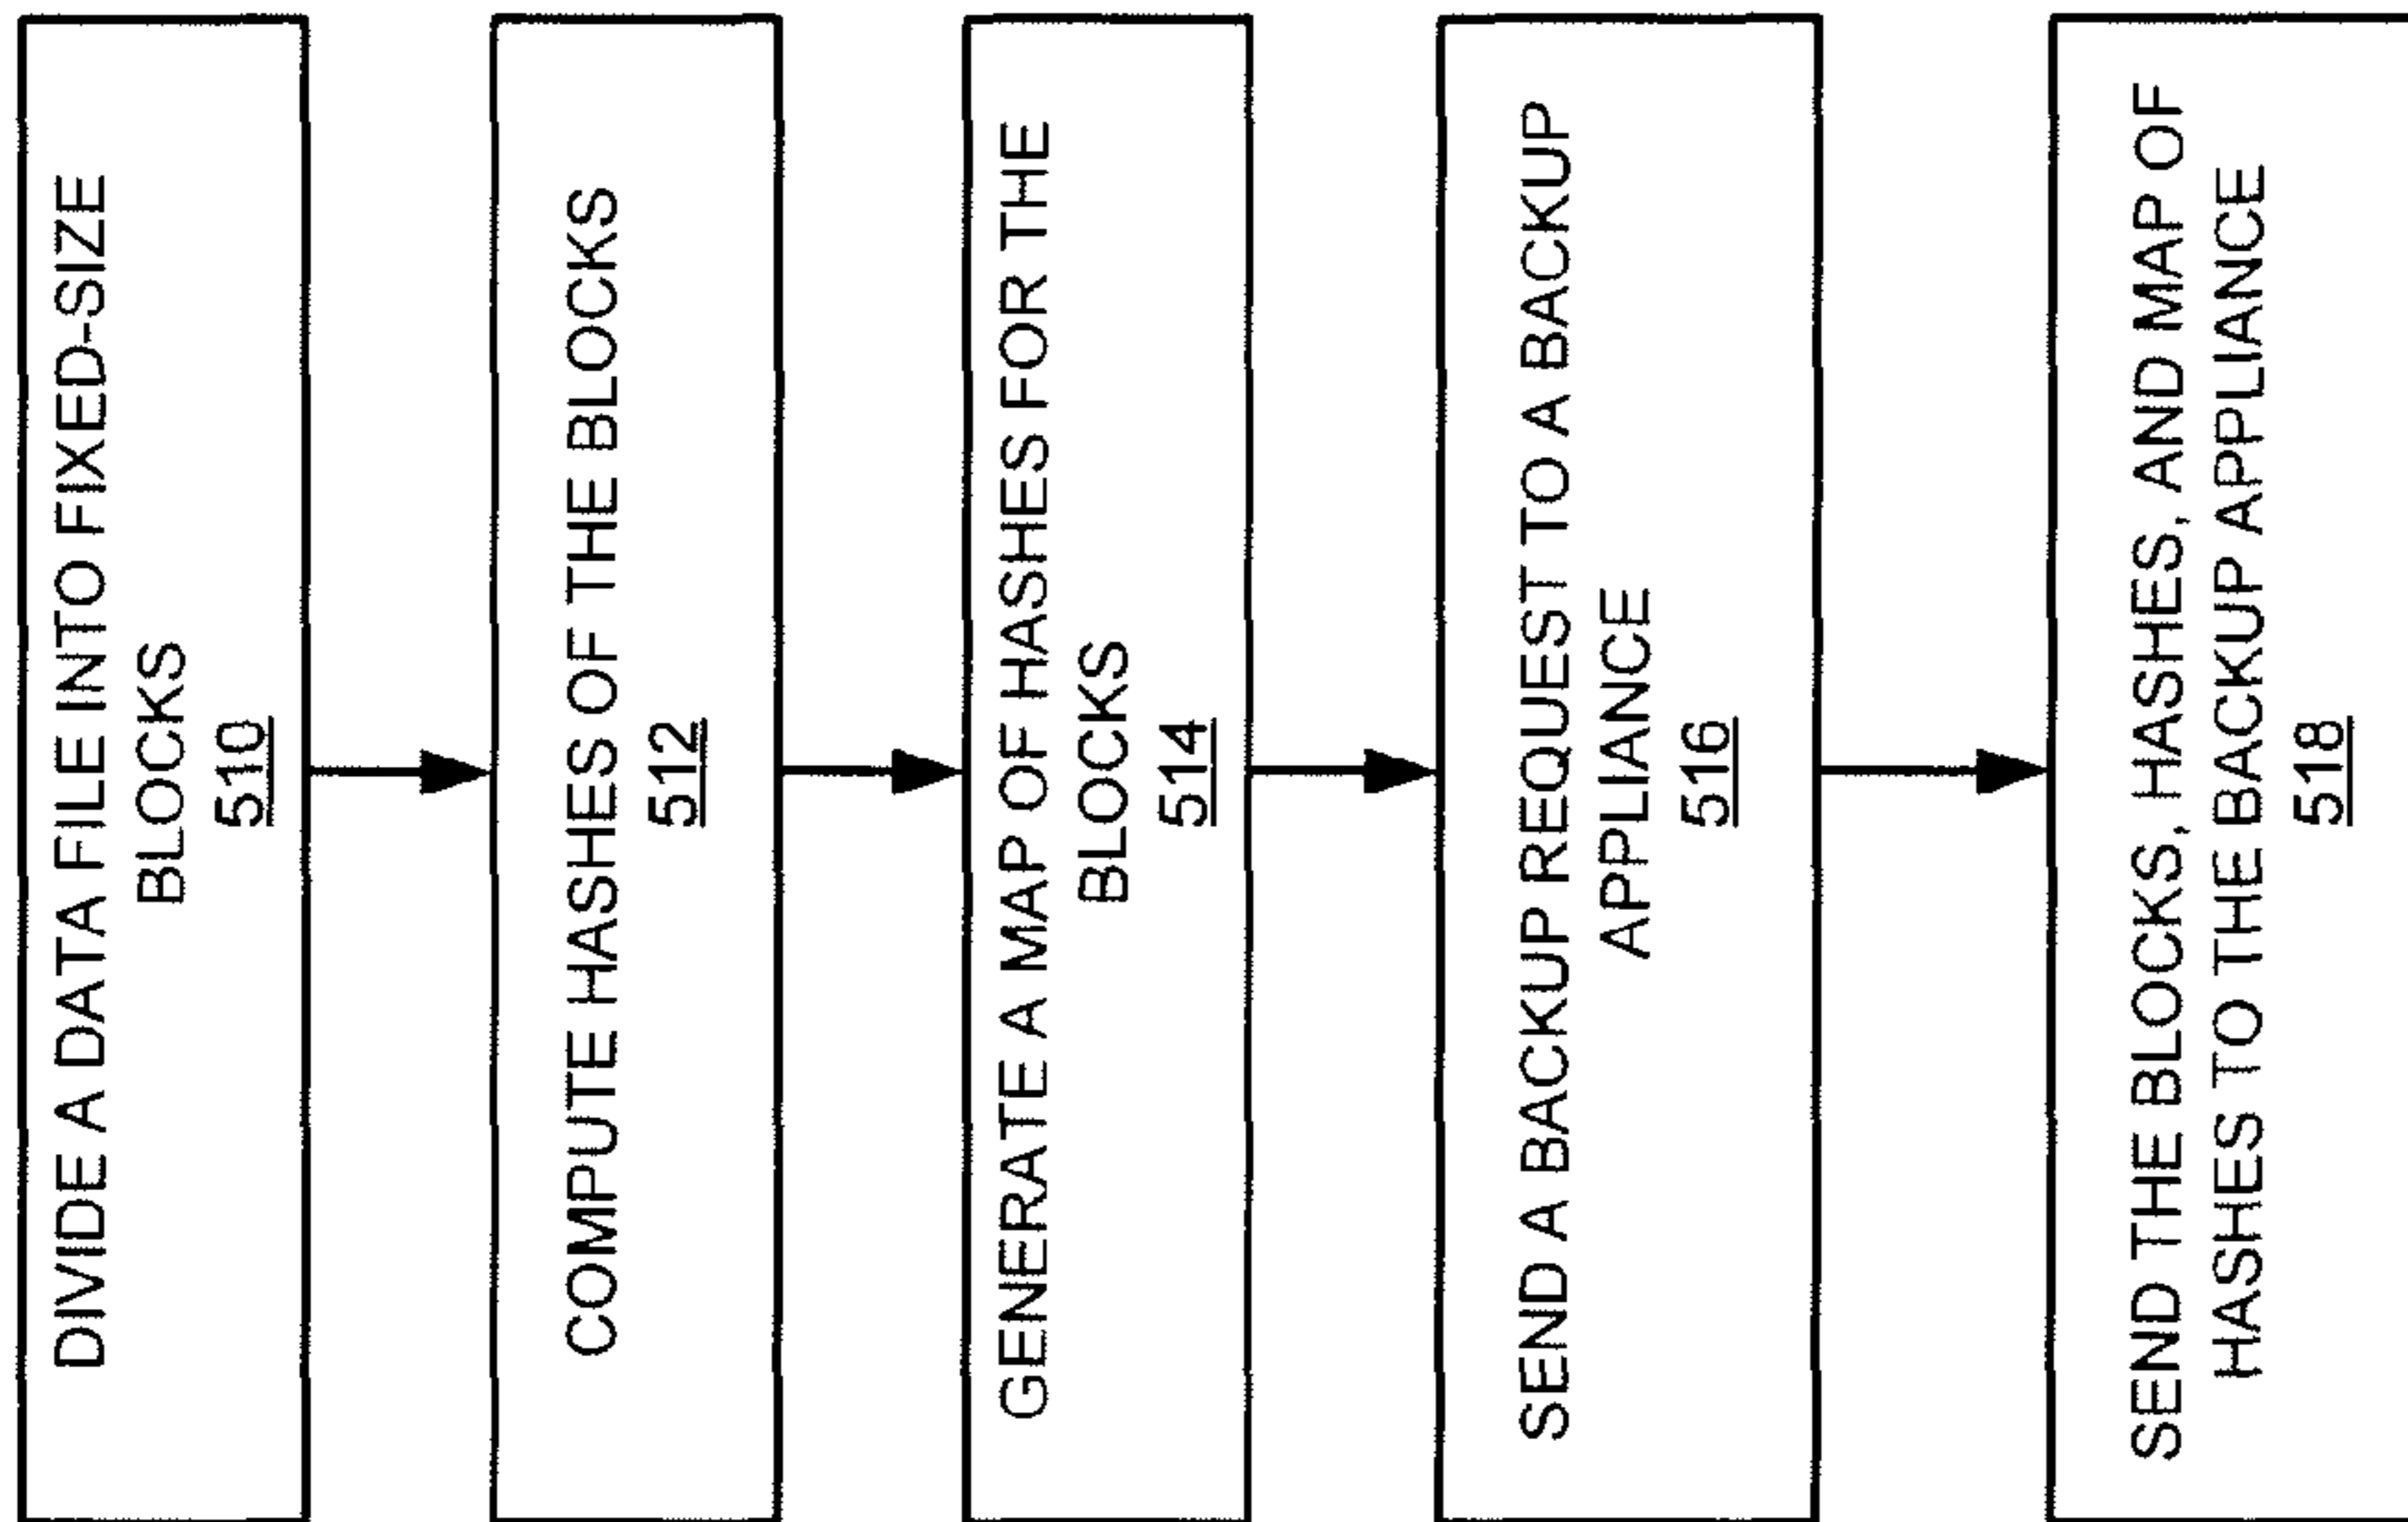 DIVIDE A DATA FILE INTO FIXED-SIZE
BLOCKS
510
COMPUTE HASHES OF THE BLOCKS
512
GENERATE A MAP OF HASHES FOR THE
BLOCKS
514
SEND A BACKUP REQUEST TO A BACKUP
APPLIANCE
516
SEND THE BLOCKS, HASHES, AND MAP OF
HASHES TO THE BACKUP APPLIANCE
518